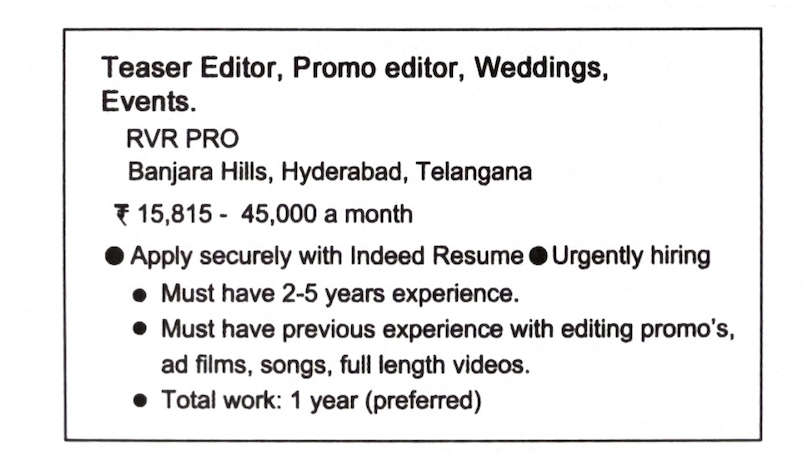 Teaser Editor, Promo editor, Weddings,
Events.
RVR PRO
Banjara Hills, Hyderabad, Telangana
₹ 15,815 - 45,000 a month
● Apply securely with Indeed Resume ● Urgently hiring
● Must have 2-5 years experience.
● Must have previous experience with editing promo's,
ad films, songs, full length videos.
● Total work: 1 year (preferred)